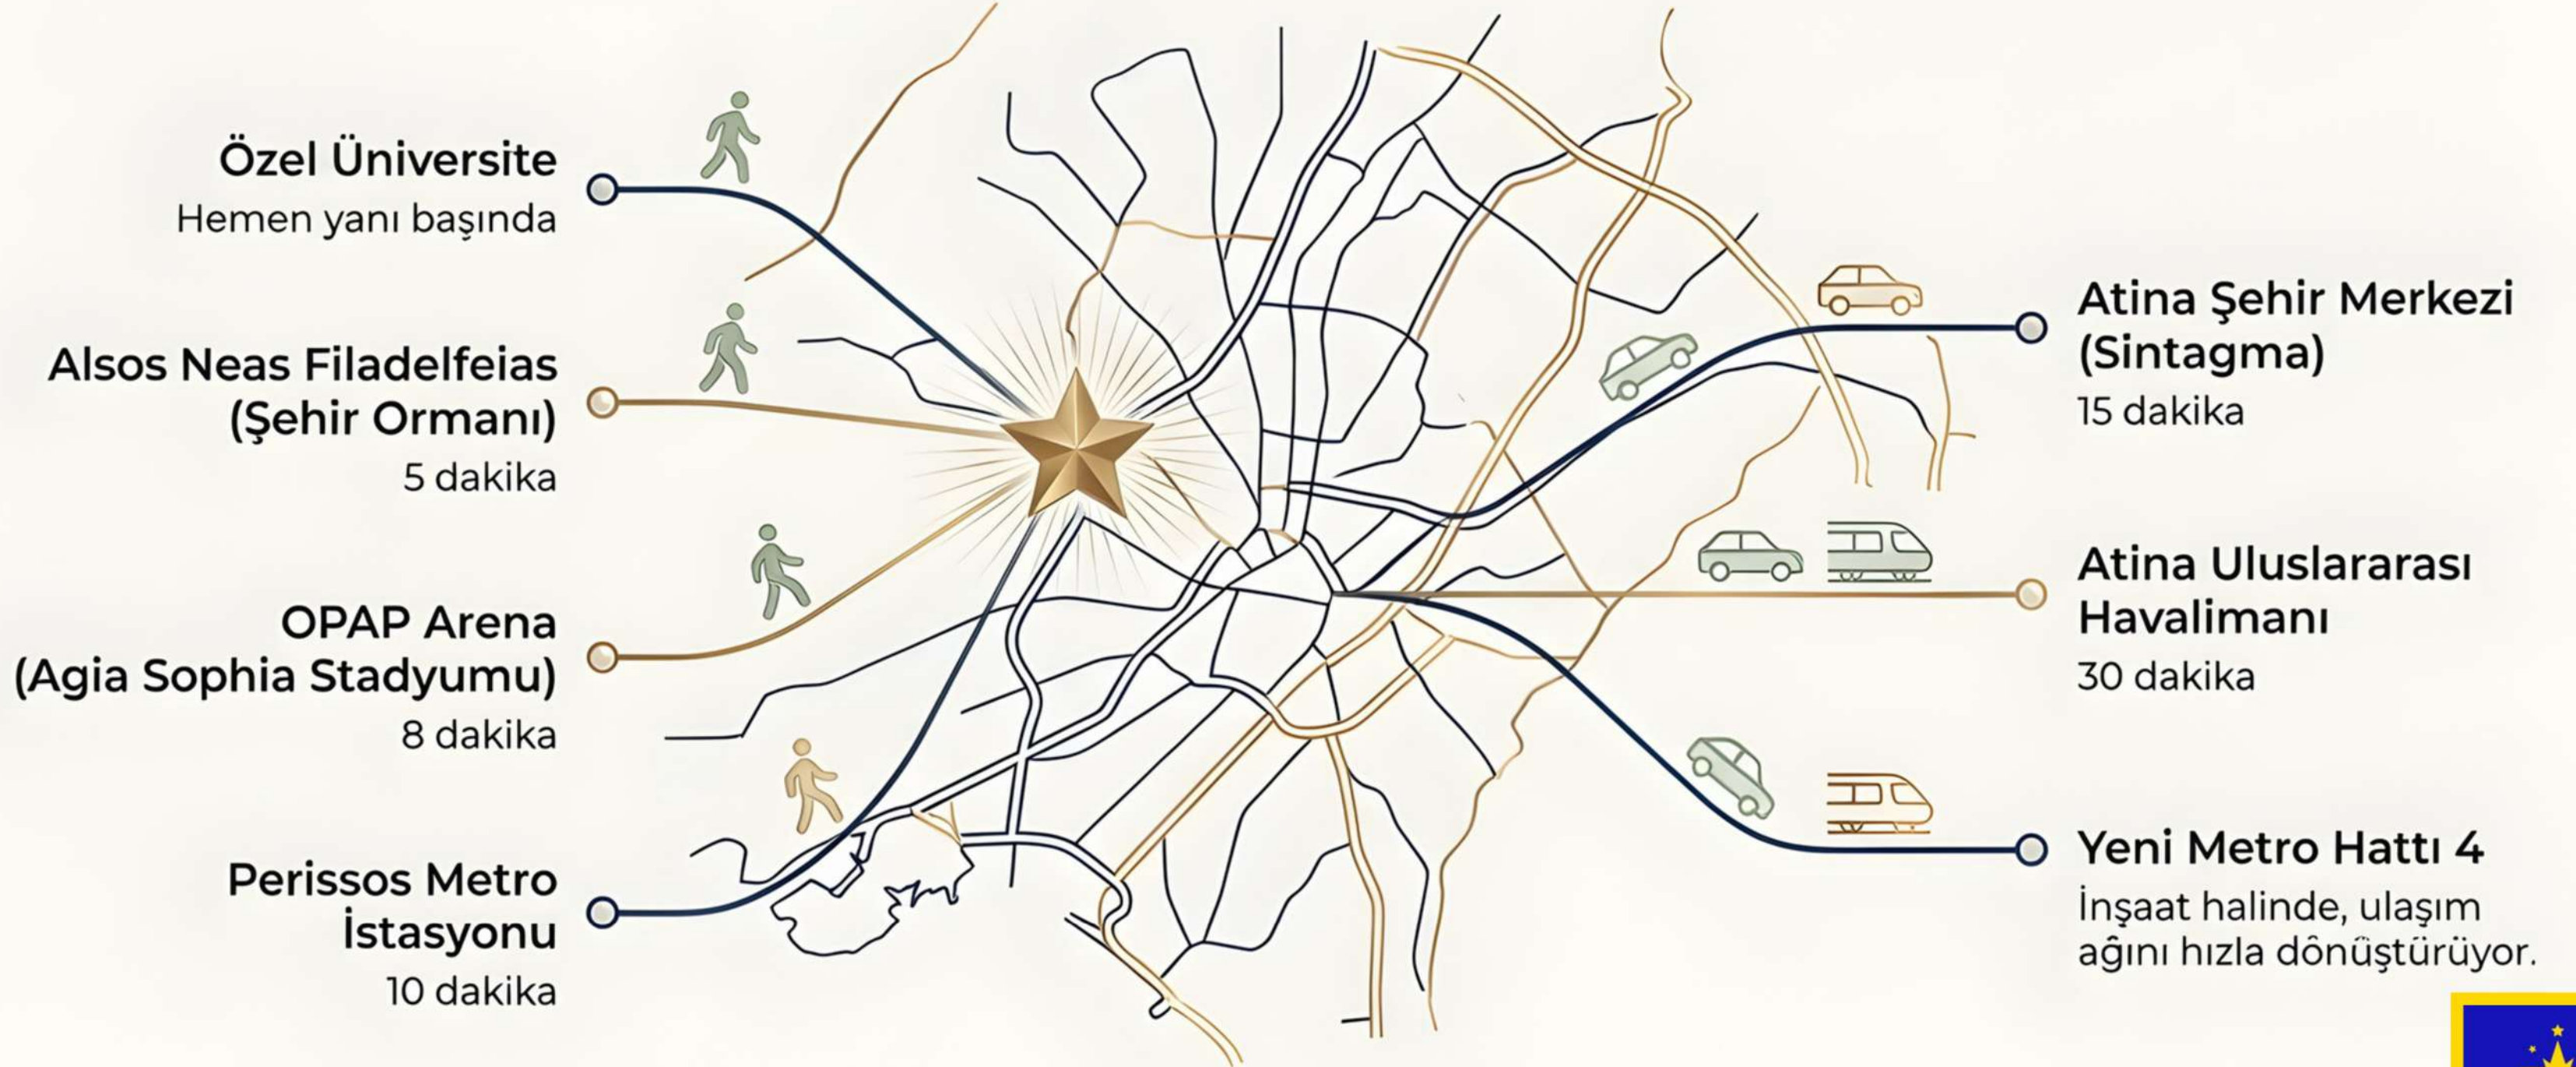 Özel Üniversite
Hemen yanı başında
Alsos Neas Filadelfeias
(Şehir Ormanı)
5 dakika
OPAP Arena
(Agia Sophia Stadyumu)
8 dakika
Perissos Metro
İstasyonu
10 dakika
Atina Şehir Merkezi
(Sintagma)
15 dakika
Atina Uluslararası
Havalimanı
30 dakika
Yeni Metro Hattı 4
İnşaat halinde, ulaşım
ağını hızla dönüştürüyor.